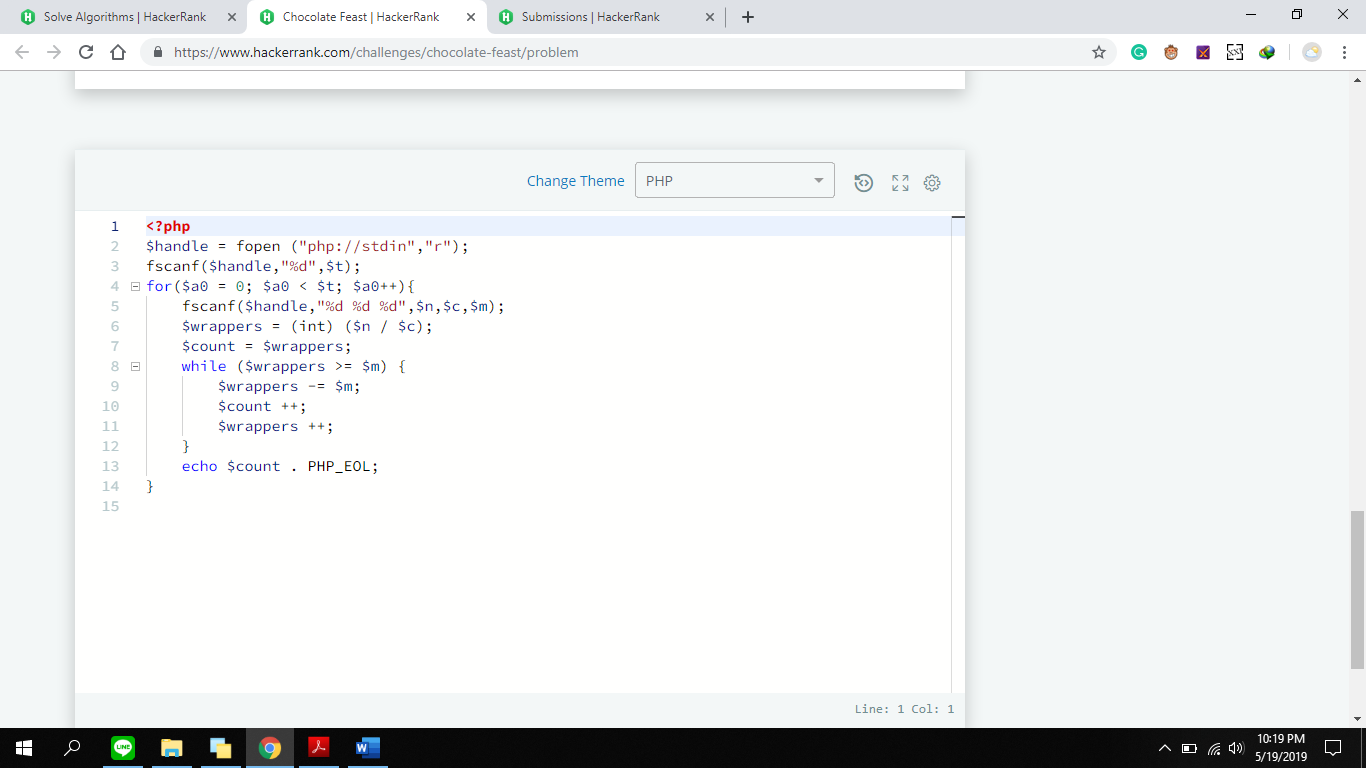 Solve Algorithms | HackerRank
Chocolate Feast | HackerRank
Submissions | HackerRank
https://www.hackerrank.com/challenges/chocolate-feast/problem
Change Theme
PHP
1 <?php
2 $handle = fopen ("php://stdin","r");
3 fscanf($handle,"%d",$t);
4 for($a0 = 0; $a0 < $t; $a0++){
5     fscanf($handle,"%d %d %d",$n,$c,$m);
6     $wrappers = (int) ($n / $c);
7     $count = $wrappers;
8     while ($wrappers >= $m) {
9         $wrappers -= $m;
10         $count ++;
11         $wrappers ++;
12     }
13     echo $count . PHP_EOL;
14 }
15
Line: 1 Col: 1
LINE
W
10:19 PM
5/19/2019